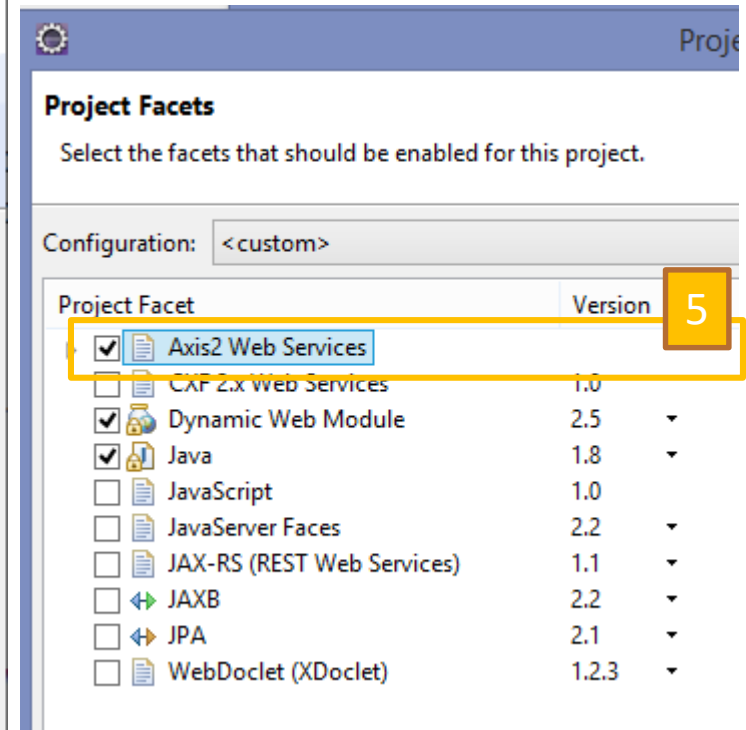 Proje
Project Facets
Select the facets that should be enabled for this project.
Configuration: <custom>
Project Facet Version
5
Axis2 Web Services
CXF 2.x Web Services 1.0
Dynamic Web Module 2.5
Java 1.8
JavaScript 1.0
JavaServer Faces 2.2
JAX-RS (REST Web Services) 1.1
JAXB 2.2
JPA 2.1
WebDoclet (XDoclet) 1.2.3